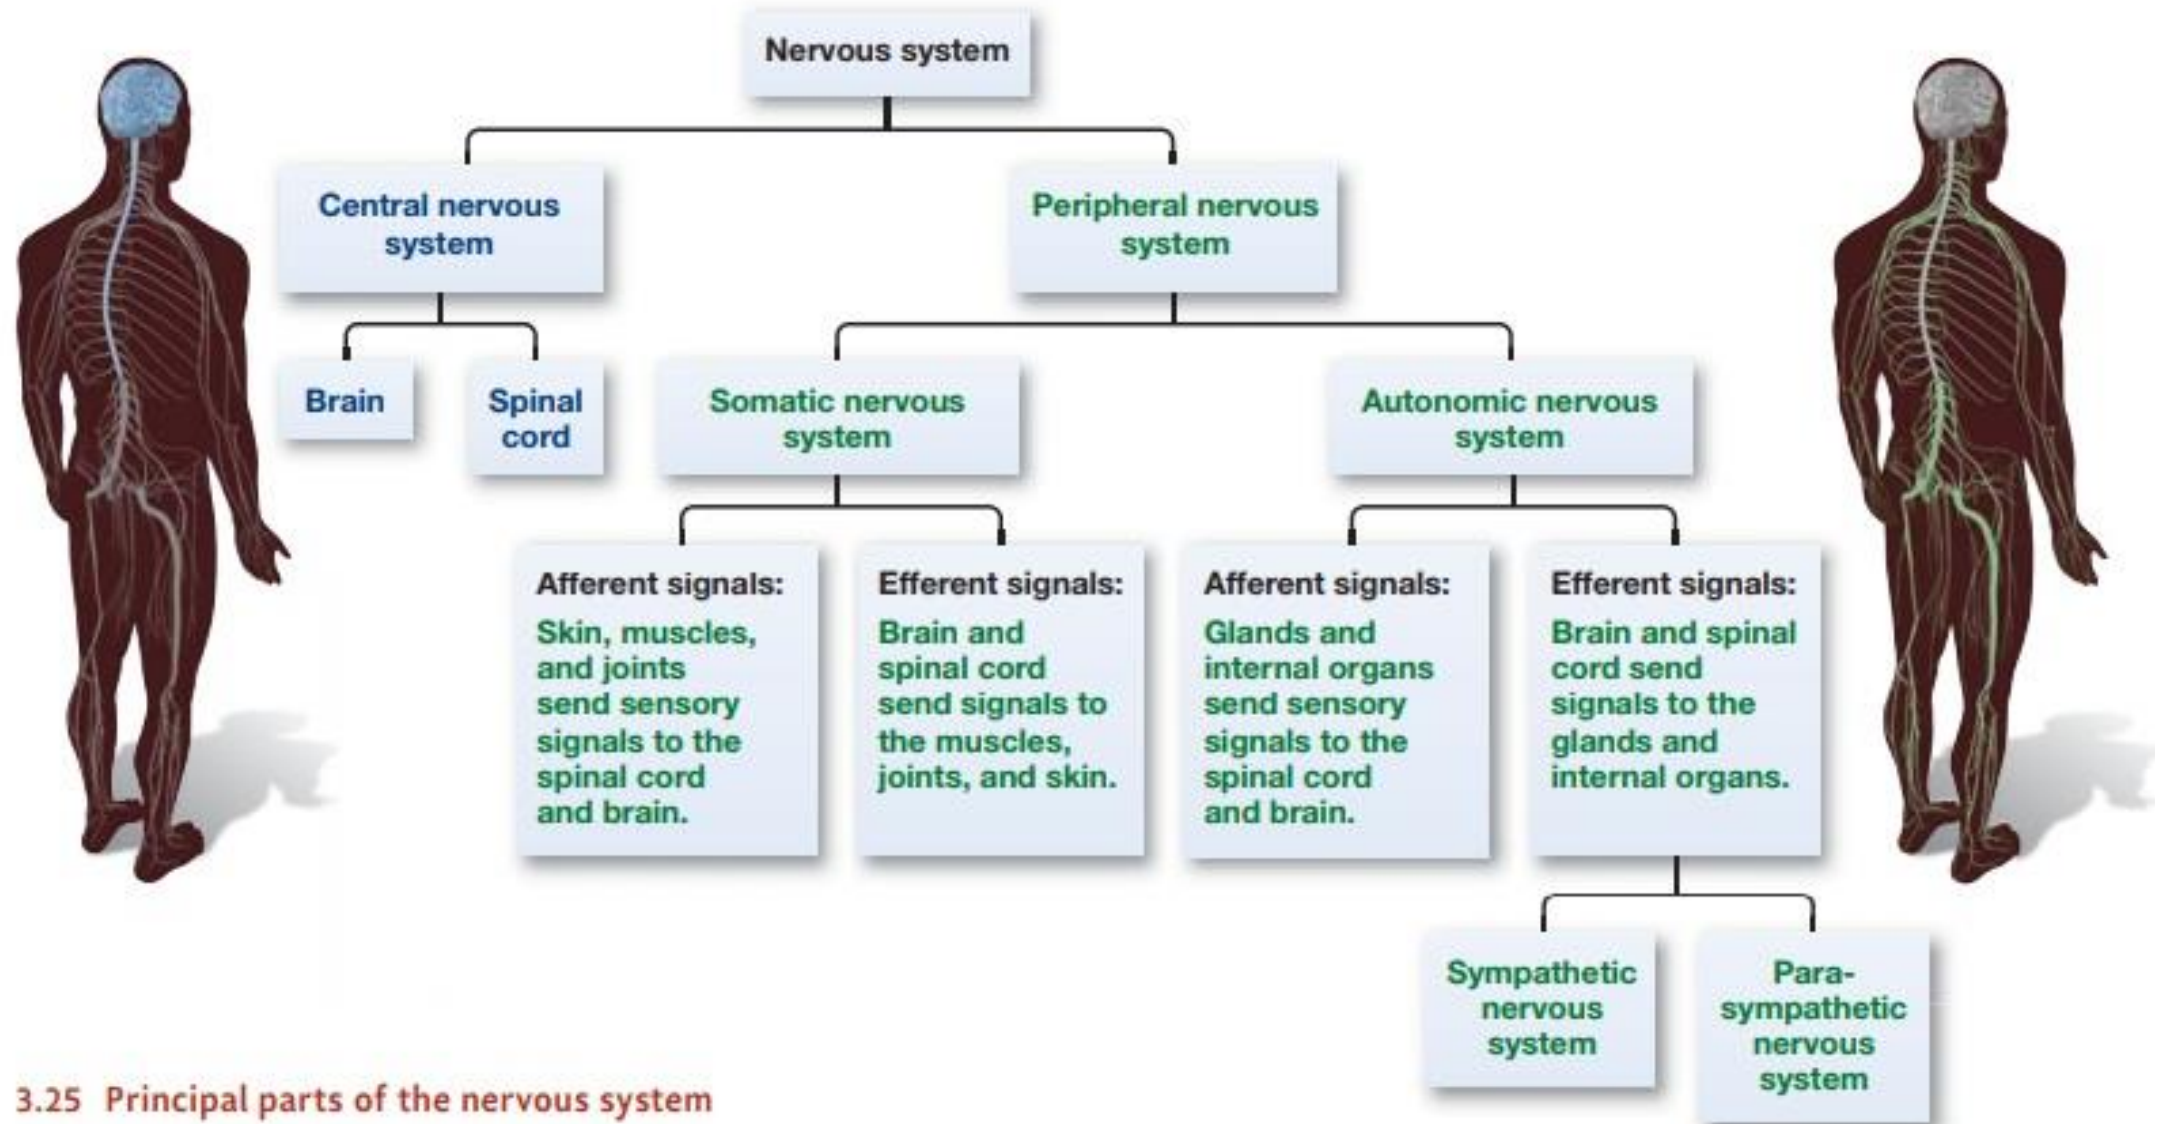 Nervous system
Central nervous
system
Peripheral nervous
system
Brain
Spinal
cord
Somatic nervous
system
Autonomic nervous
system
Afferent signals:
Skin, muscles,
and joints
send sensory
signals to the
spinal cord
and brain.
Efferent signals:
Brain and
spinal cord
send signals to
the muscles,
joints, and skin.
Afferent signals:
Glands and
internal organs
send sensory
signals to the
spinal cord
and brain.
Efferent signals:
Brain and spinal
cord send
signals to the
glands and
internal organs.
Sympathetic
nervous
system
Para-
sympathetic
nervous
system
3.25 Principal parts of the nervous system